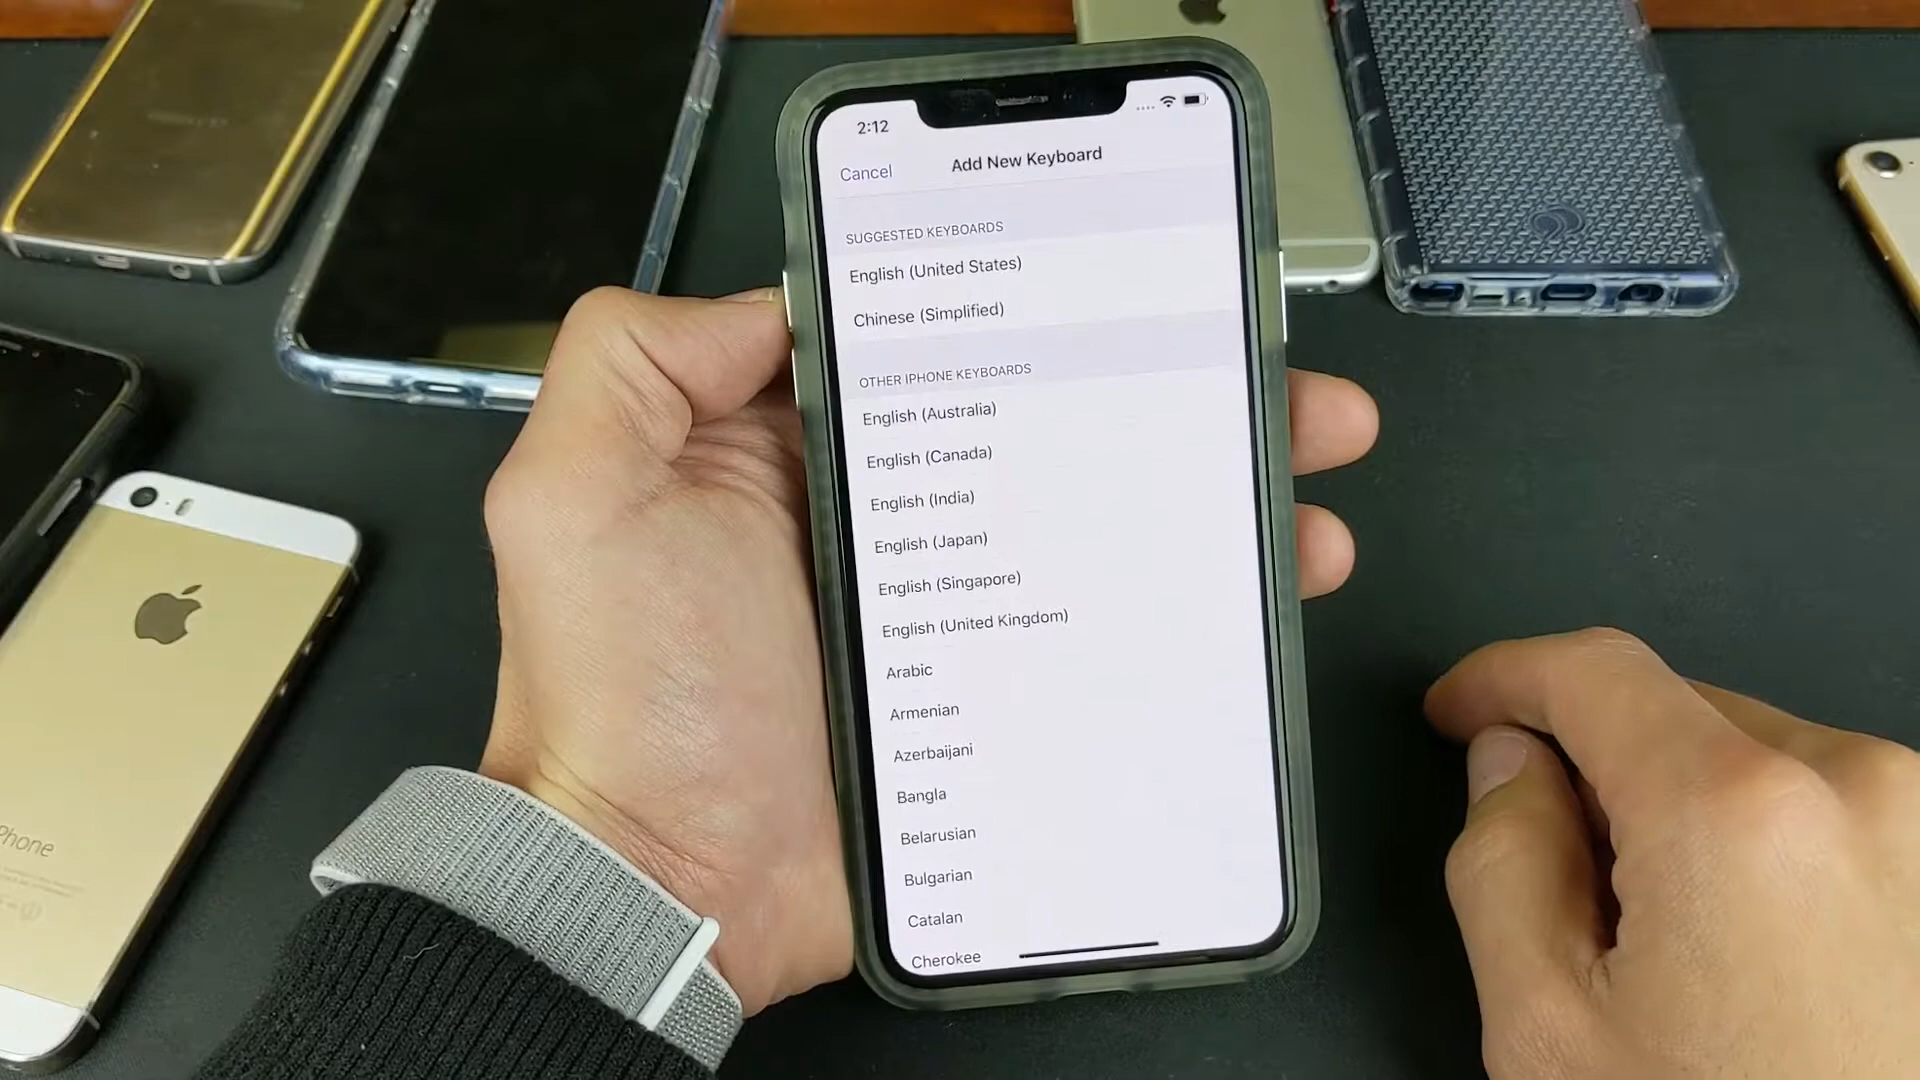 2:12
Cancel
Add New Keyboard
SUGGESTED KEYBOARDS
English (United States)
Chinese (Simplified)
OTHER IPHONE KEYBOARDS
English (Australia)
English (Canada)
English (India)
English (Japan)
English (Singapore)
English (United Kingdom)
Arabic
Armenian
Azerbaijani
Bangla
Belarusian
Bulgarian
Catalan
Cherokee
Phone